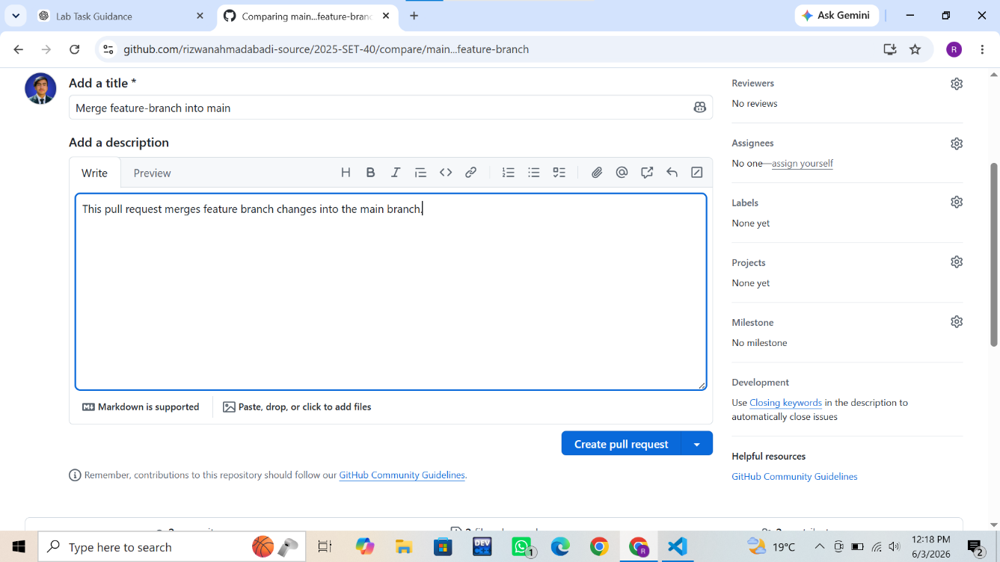 Lab Task Guidance
Comparing main...feature-branc
Ask Gemini
github.com/rizwanahmadabadi-source/2025-SET-40/compare/main...feature-branch
R
Add a title *
Merge feature-branch into main
Add a description
Write
Preview
This pull request merges feature branch changes into the main branch.
Markdown is supported
Paste, drop, or click to add files
Create pull request
Remember, contributions to this repository should follow our GitHub Community Guidelines.
Reviewers
No reviews
Assignees
No one—assign yourself
Labels
None yet
Projects
None yet
Milestone
No milestone
Development
Use Closing keywords in the description to
automatically close issues
Helpful resources
GitHub Community Guidelines
Type here to search
DEV
1
R
19°C
12:18 PM
6/3/2026
2